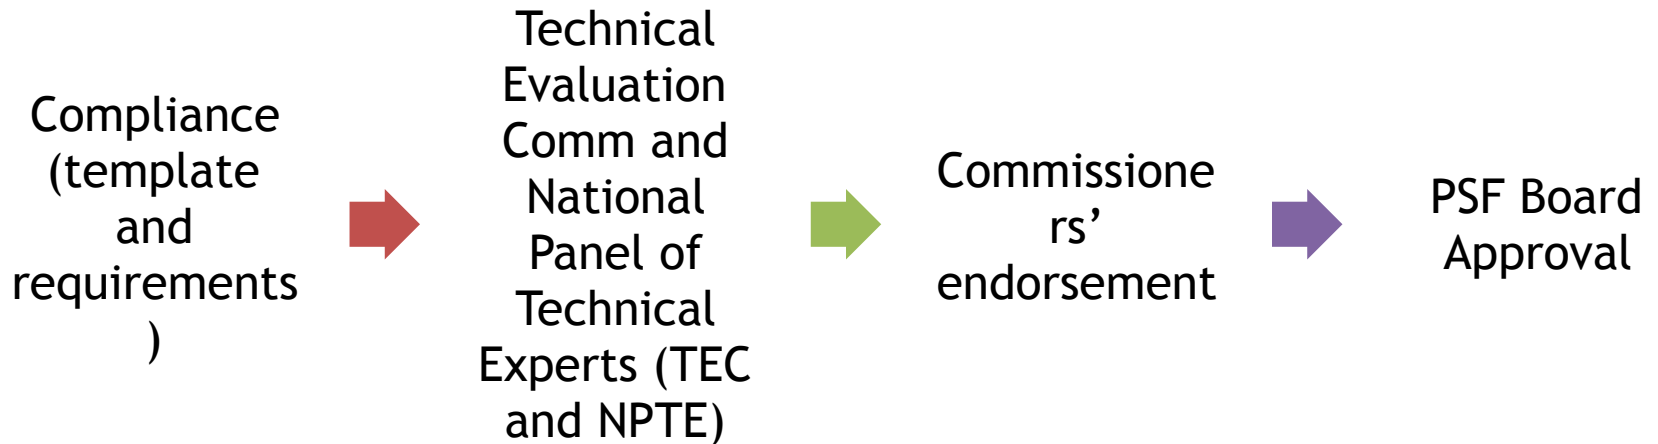 Compliance
(template
and
requirements
)
Technical
Evaluation
Comm and
National
Panel of
Technical
Experts (TEC
and NPTE)
Commissione
rs’
endorsement
PSF Board
Approval